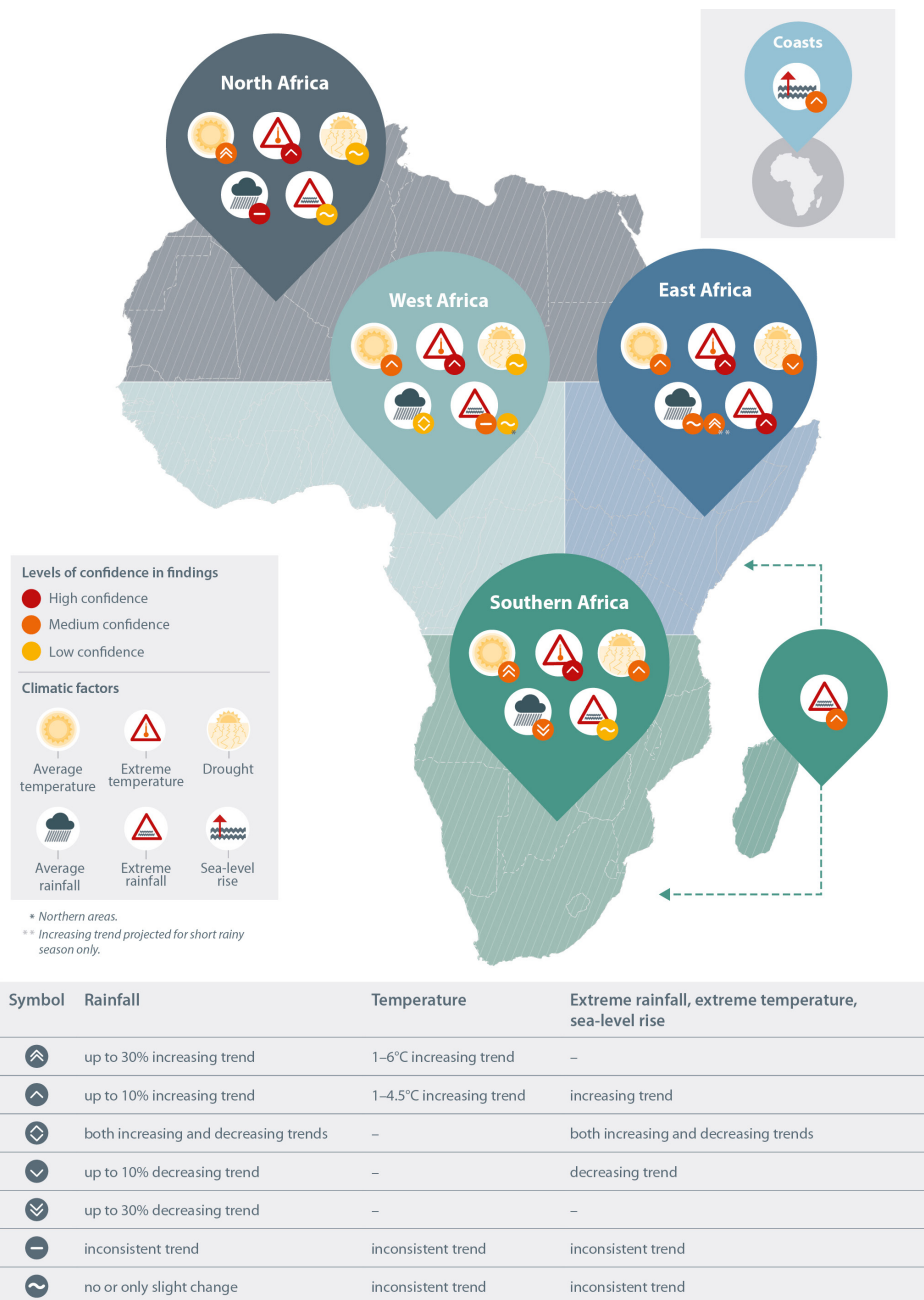 Coasts
North Africa
West Africa
East Africa
Southern Africa
Levels of confidence in findings
High confidence
Medium confidence
Low confidence
Climatic factors
Average
temperature
Extreme
temperature
Drought
Average
rainfall
Extreme
rainfall
Sea-level
rise
* Northern areas.
** Increasing trend projected for short rainy
season only.
Symbol Rainfall Temperature Extreme rainfall, extreme temperature,
sea-level rise
up to 30% increasing trend 1–6°C increasing trend –
up to 10% increasing trend 1–4.5°C increasing trend increasing trend
both increasing and decreasing trends – both increasing and decreasing trends
up to 10% decreasing trend – decreasing trend
up to 30% decreasing trend – –
inconsistent trend inconsistent trend inconsistent trend
no or only slight change inconsistent trend inconsistent trend